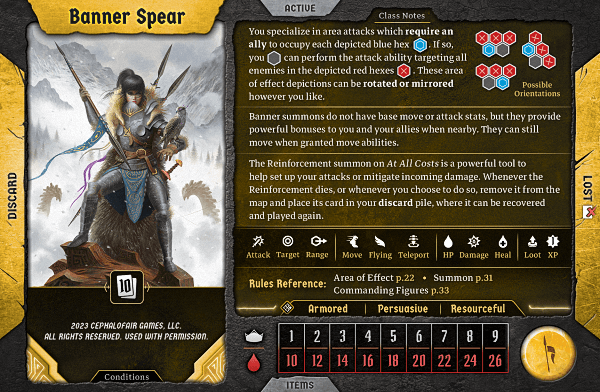 Banner Spear
ACTIVE
Class Notes
You specialize in area attacks which require an
ally to occupy each depicted blue hex. If so,
you can perform the attack ability targeting all
enemies in the depicted red hexes. These area
of effect depictions can be rotated or mirrored
however you like.
Possible
Orientations
Banner summons do not have base move or attack stats, but they provide
powerful bonuses to you and your allies when nearby. They can still
move when granted move abilities.
The Reinforcement summon on At All Costs is a powerful tool to
help set up your attacks or mitigate incoming damage. Whenever the
Reinforcement dies, or whenever you choose to do so, remove it from the
map and place its card in your discard pile, where it can be recovered
and played again.
Attack Target Range Move Flying Teleport HP Damage Heal Loot XP
Rules Reference: Area of Effect p.22 • Summon p.31
Commanding Figures p.33
Armored | Persuasive | Resourceful
1 2 3 4 5 6 7 8 9
10 12 14 16 18 20 22 24 26
DISCARD
LOST
10
2023 CEPHALOFAIR GAMES, LLC.
ALL RIGHTS RESERVED. USED WITH PERMISSION.
Conditions
ITEMS